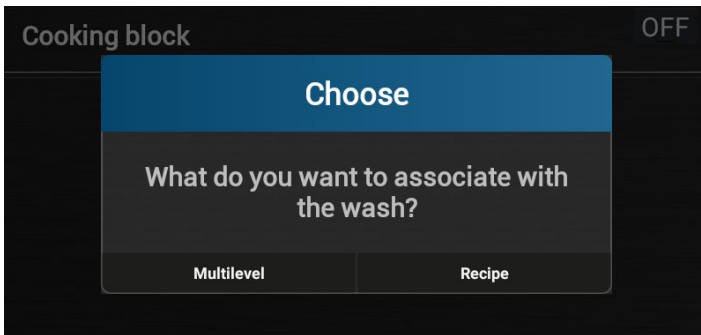 Cooking block
OFF
Choose
What do you want to associate with
the wash?
Multilevel
Recipe